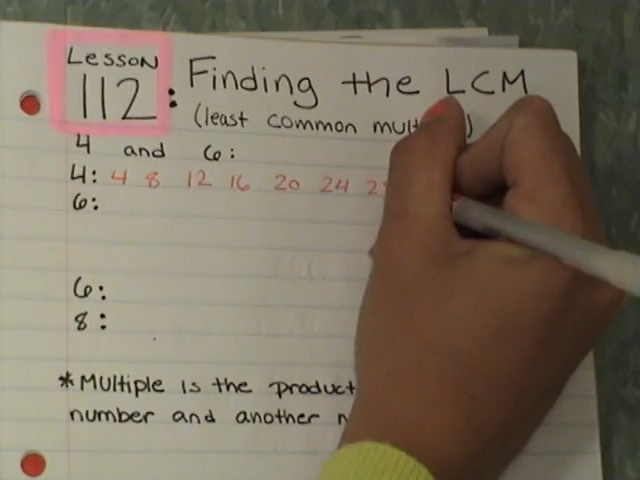 Lesson
112: Finding the LCM
(least common mul )
4 and 6:
4: 4 8 12 16 20 24
6:
6:
8:
*Multiple is the product
number and another